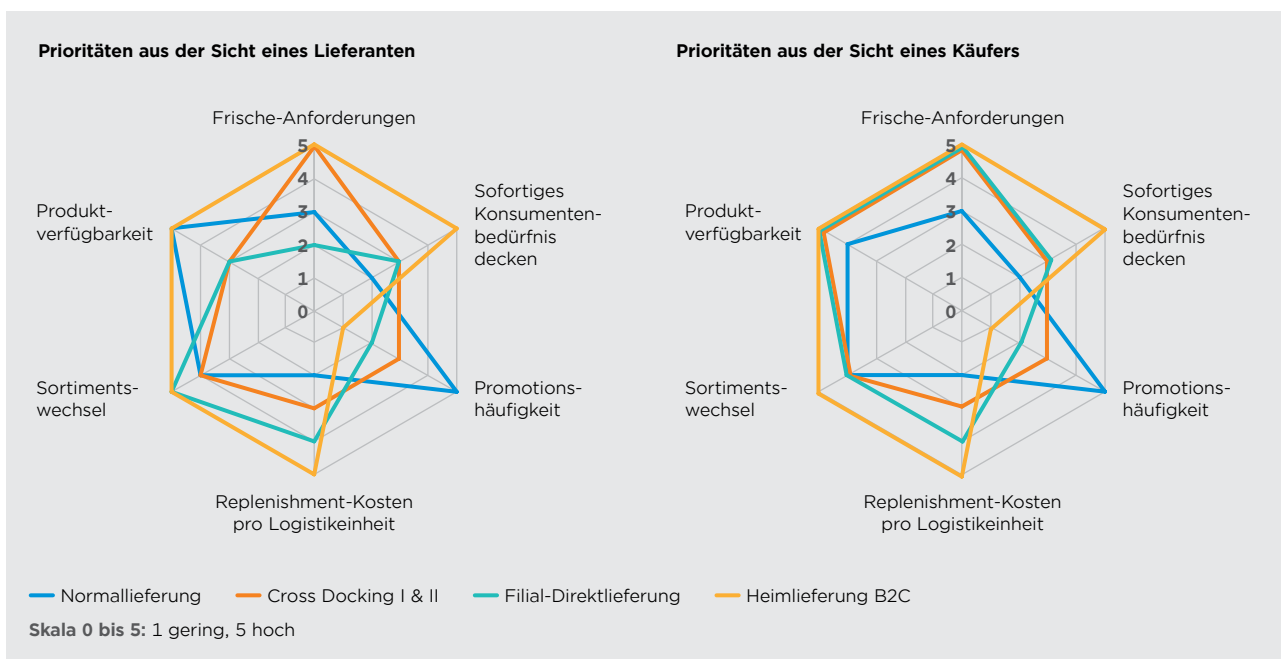 Prioritäten aus der Sicht eines Lieferanten
Frische-Anforderungen
5
4
3
2
1
0
Sofortiges
Konsumenten-
bedürfnis
decken
Produkt-
verfügbarkeit
Sortiments-
wechsel
Promotions-
häufigkeit
Replenishment-Kosten
pro Logistikeinheit
Prioritäten aus der Sicht eines Käufers
Frische-Anforderungen
5
4
3
2
1
0
Sofortiges
Konsumenten-
bedürfnis
decken
Produkt-
verfügbarkeit
Sortiments-
wechsel
Promotions-
häufigkeit
Replenishment-Kosten
pro Logistikeinheit
Normallieferung
Cross Docking I & II
Filial-Direktlieferung
Heimlieferung B2C
Skala 0 bis 5: 1 gering, 5 hoch